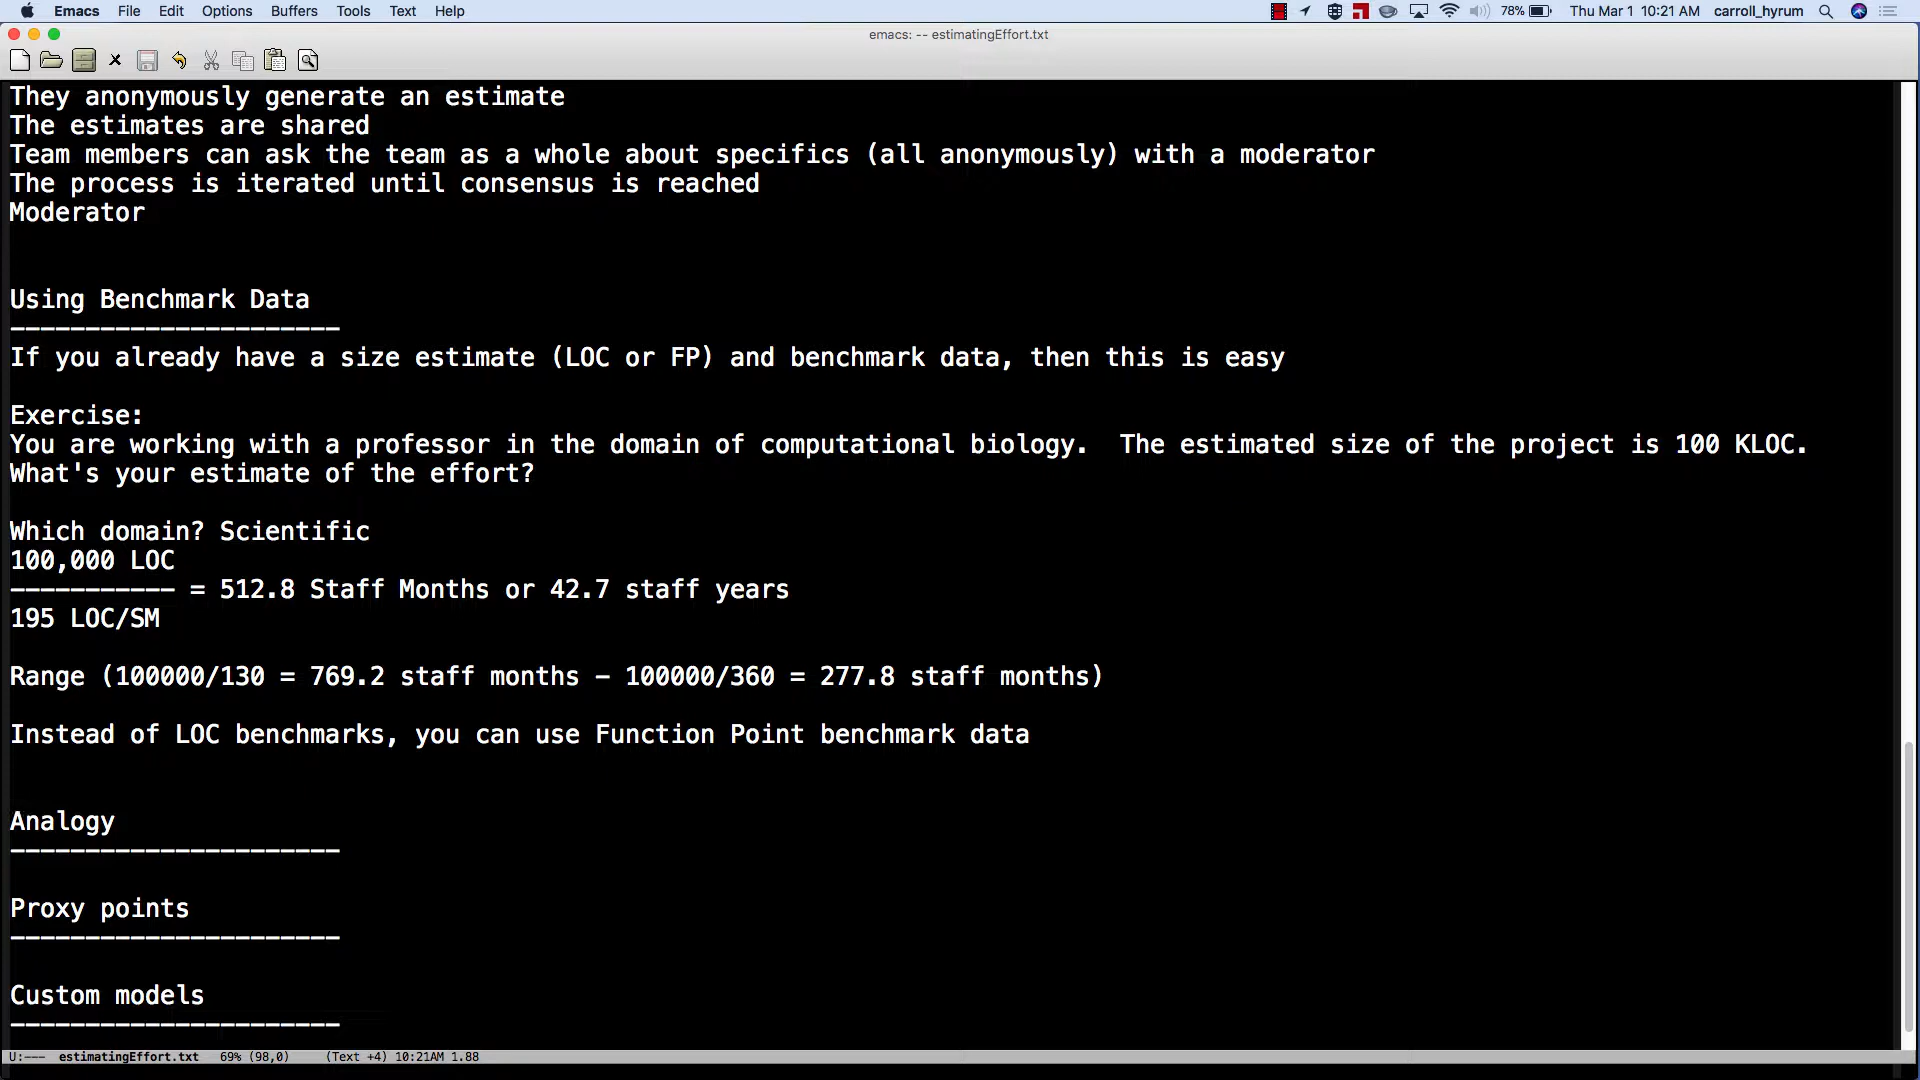 Emacs File Edit Options Buffers Tools Text Help 78% Thu Mar 1 10:21 AM carroll_hyrum
emacs: -- estimatingEffort.txt
They anonymously generate an estimate
The estimates are shared
Team members can ask the team as a whole about specifics (all anonymously) with a moderator
The process is iterated until consensus is reached
Moderator
Using Benchmark Data
----------------------
If you already have a size estimate (LOC or FP) and benchmark data, then this is easy
Exercise:
You are working with a professor in the domain of computational biology.  The estimated size of the project is 100 KLOC.
What's your estimate of the effort?
Which domain? Scientific
100,000 LOC
----------- = 512.8 Staff Months or 42.7 staff years
195 LOC/SM
Range (100000/130 = 769.2 staff months – 100000/360 = 277.8 staff months)
Instead of LOC benchmarks, you can use Function Point benchmark data
Analogy
----------------------
Proxy points
----------------------
Custom models
----------------------
U:--- estimatingEffort.txt 69% (98,0) (Text +4) 10:21AM 1.88